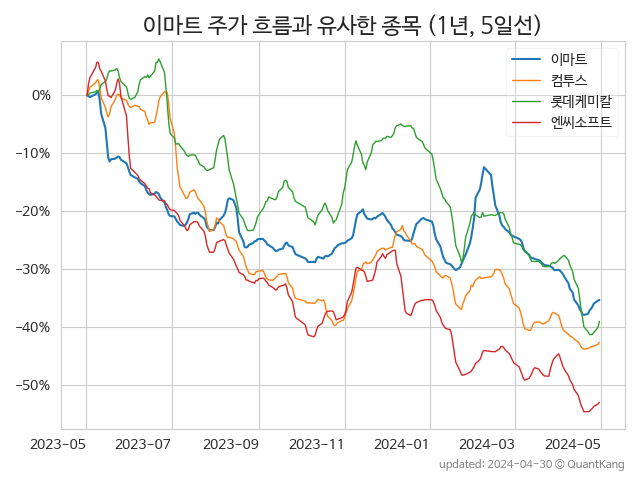 이마트 주가 흐름과 유사한 종목 (1년, 5일선)
이마트
컴투스
롯데케미칼
엔씨소프트
0%
−10%
−20%
−30%
−40%
−50%
2023-05 2023-07 2023-09 2023-11 2024-01 2024-03 2024-05
updated: 2024-04-30 © QuantKang